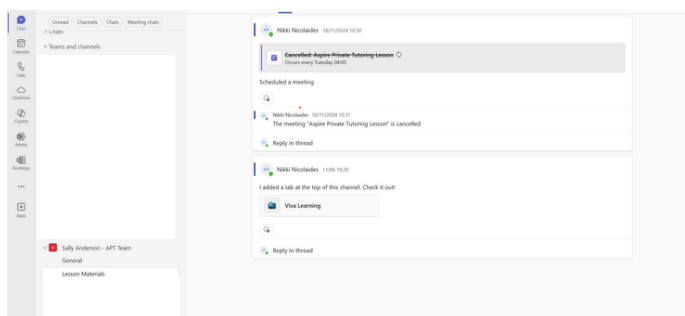 Chat
Calendar
Calls
OneDrive
Copilot
Admin
Bookings
Apps
Unread Channels Chats Meeting chats
Chats
Teams and channels
Sally Anderson - APT Team
General
Lesson Materials
Nikki Nicolaides 18/11/2024 10:30
Cancelled: Aspire Private Tutoring Lesson
Occurs every Tuesday 04:00
Scheduled a meeting
Nikki Nicolaides 18/11/2024 10:31
The meeting "Aspire Private Tutoring Lesson" is cancelled
Reply in thread
Nikki Nicolaides 11/06 10:20
I added a tab at the top of this channel. Check it out!
Viva Learning
Reply in thread